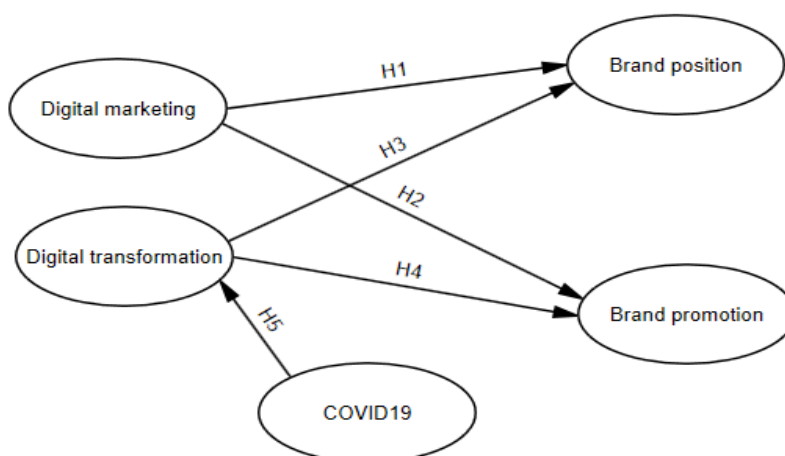 Brand position
H1
Digital marketing
H3
H2
Digital transformation
H4
Brand promotion
H5
COVID19